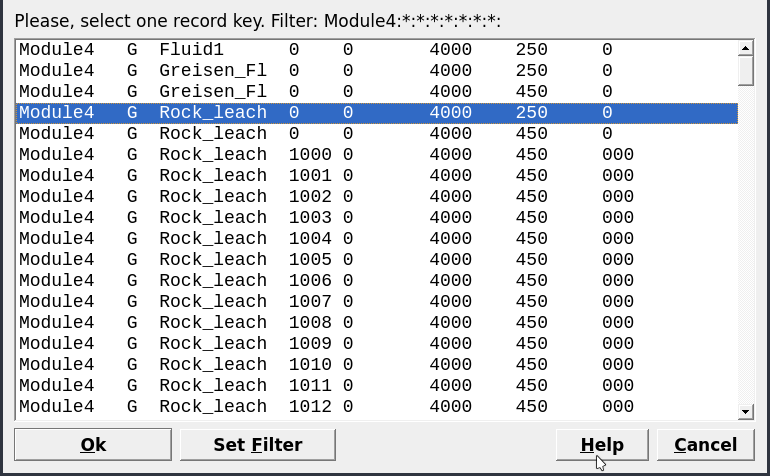 Please, select one record key. Filter: Module4:*:*:*:*:*:*:*:
Module4 G Fluid1 0 0 4000 250 0
Module4 G Greisen_Fl 0 0 4000 250 0
Module4 G Greisen_Fl 0 0 4000 450 0
Module4 G Rock_leach 0 0 4000 250 0
Module4 G Rock_leach 0 0 4000 450 0
Module4 G Rock_leach 1000 0 4000 450 000
Module4 G Rock_leach 1001 0 4000 450 000
Module4 G Rock_leach 1002 0 4000 450 000
Module4 G Rock_leach 1003 0 4000 450 000
Module4 G Rock_leach 1004 0 4000 450 000
Module4 G Rock_leach 1005 0 4000 450 000
Module4 G Rock_leach 1006 0 4000 450 000
Module4 G Rock_leach 1007 0 4000 450 000
Module4 G Rock_leach 1008 0 4000 450 000
Module4 G Rock_leach 1009 0 4000 450 000
Module4 G Rock_leach 1010 0 4000 450 000
Module4 G Rock_leach 1011 0 4000 450 000
Module4 G Rock_leach 1012 0 4000 450 000
Ok Set Filter Help Cancel